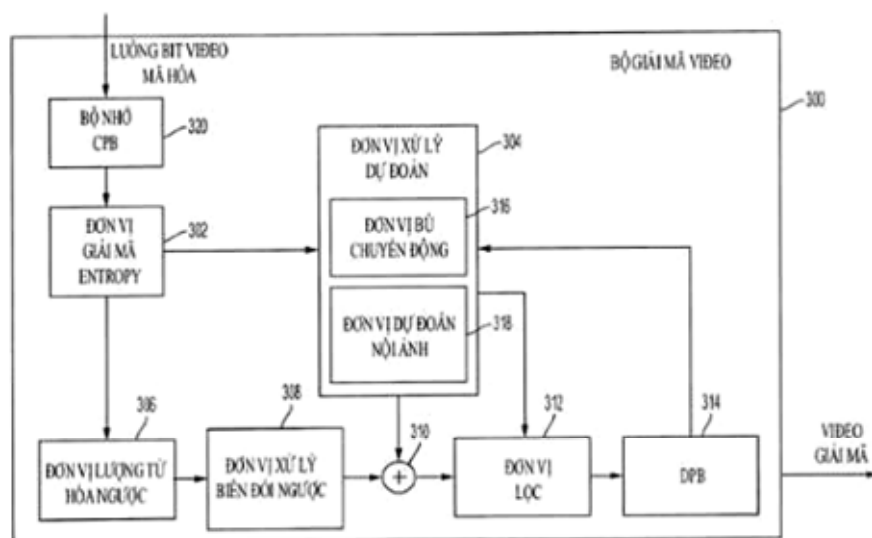 LUỒNG BIT VIDEO
MÃ HÓA
BỘ GIẢI MÃ VIDEO
300
BỘ NHỚ
CPB
320
ĐƠN VỊ XỬ LÝ
DỰ ĐOÁN
304
ĐƠN VỊ
GIẢI MÃ
ENTROPY
302
ĐƠN VỊ BÙ
CHUYỂN ĐỘNG
316
ĐƠN VỊ DỰ ĐOÁN
NỘI ẢNH
318
306
ĐƠN VỊ LƯỢNG TỬ
HÓA NGƯỢC
308
ĐƠN VỊ XỬ LÝ
BIẾN ĐỔI NGƯỢC
310
+
312
ĐƠN VỊ
LỌC
314
DPB
VIDEO
GIẢI MÃ